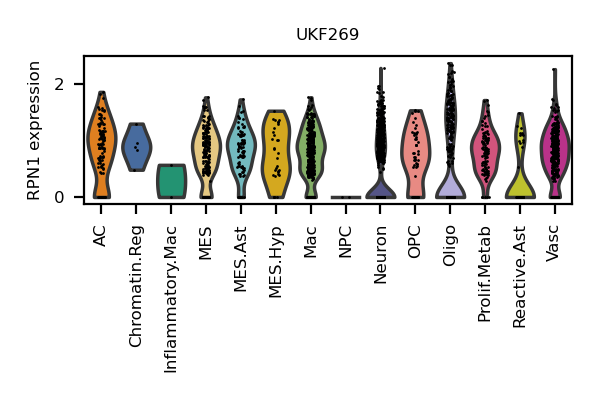 UKF269
RPN1 expression
2
0
AC
Chromatin.Reg
Inflammatory.Mac
MES
MES.Ast
MES.Hyp
Mac
NPC
Neuron
OPC
Oligo
Prolif.Metab
Reactive.Ast
Vasc